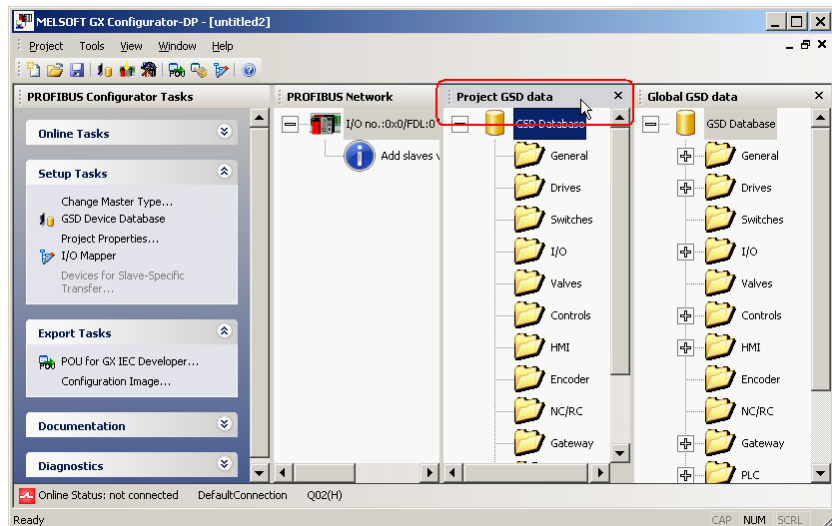 MELSOFT GX Configurator-DP - [untitled2]
Project Tools View Window Help
PROFIBUS Configurator Tasks
Online Tasks
Setup Tasks
Change Master Type...
GSD Device Database
Project Properties...
I/O Mapper
Devices for Slave-Specific
Transfer...
Export Tasks
POU for GX IEC Developer...
Configuration Image...
Documentation
Diagnostics
PROFIBUS Network
I/O no.:0x0/FDL:0
Add slaves
Project GSD data
GSD Database
General
Drives
Switches
I/O
Valves
Controls
HMI
Encoder
NC/RC
Gateway
Global GSD data
GSD Database
General
Drives
Switches
I/O
Valves
Controls
HMI
Encoder
NC/RC
Gateway
PLC
Online Status: not connected DefaultConnection Q02(H)
Ready CAP NUM SCRL